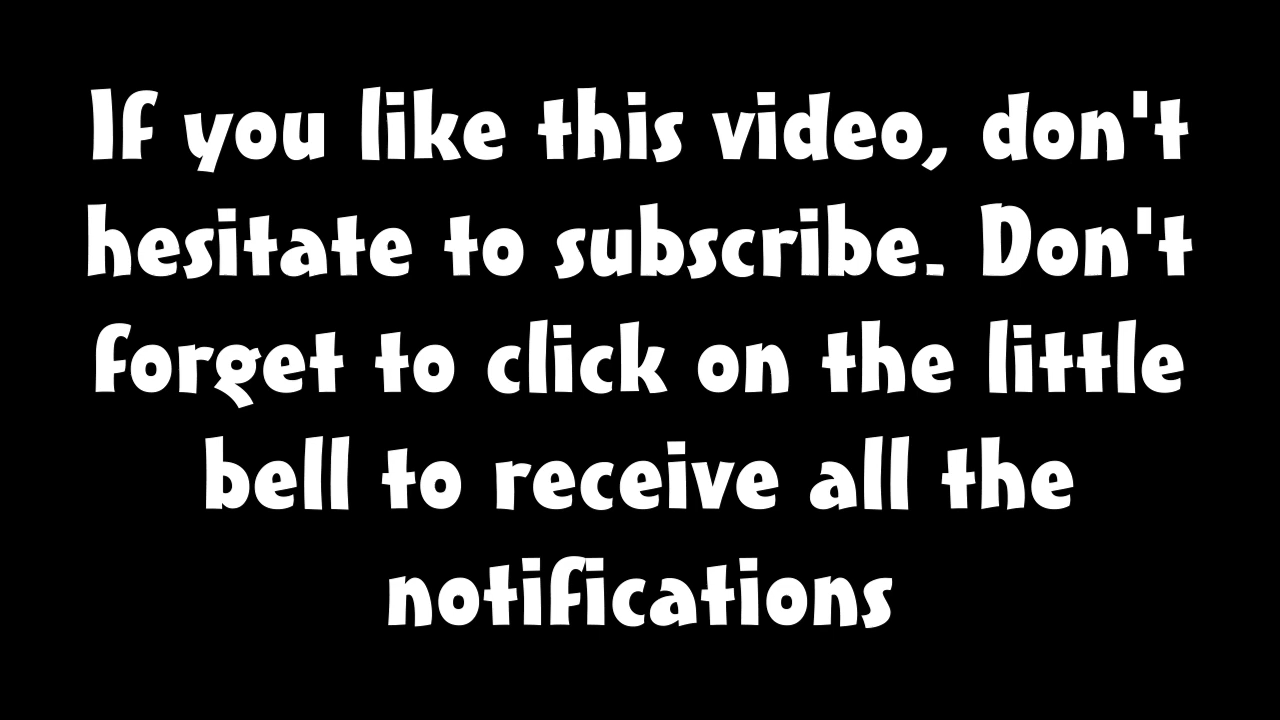 If you like this video, don't
hesitate to subscribe. Don't
forget to click on the little
bell to receive all the
notifications